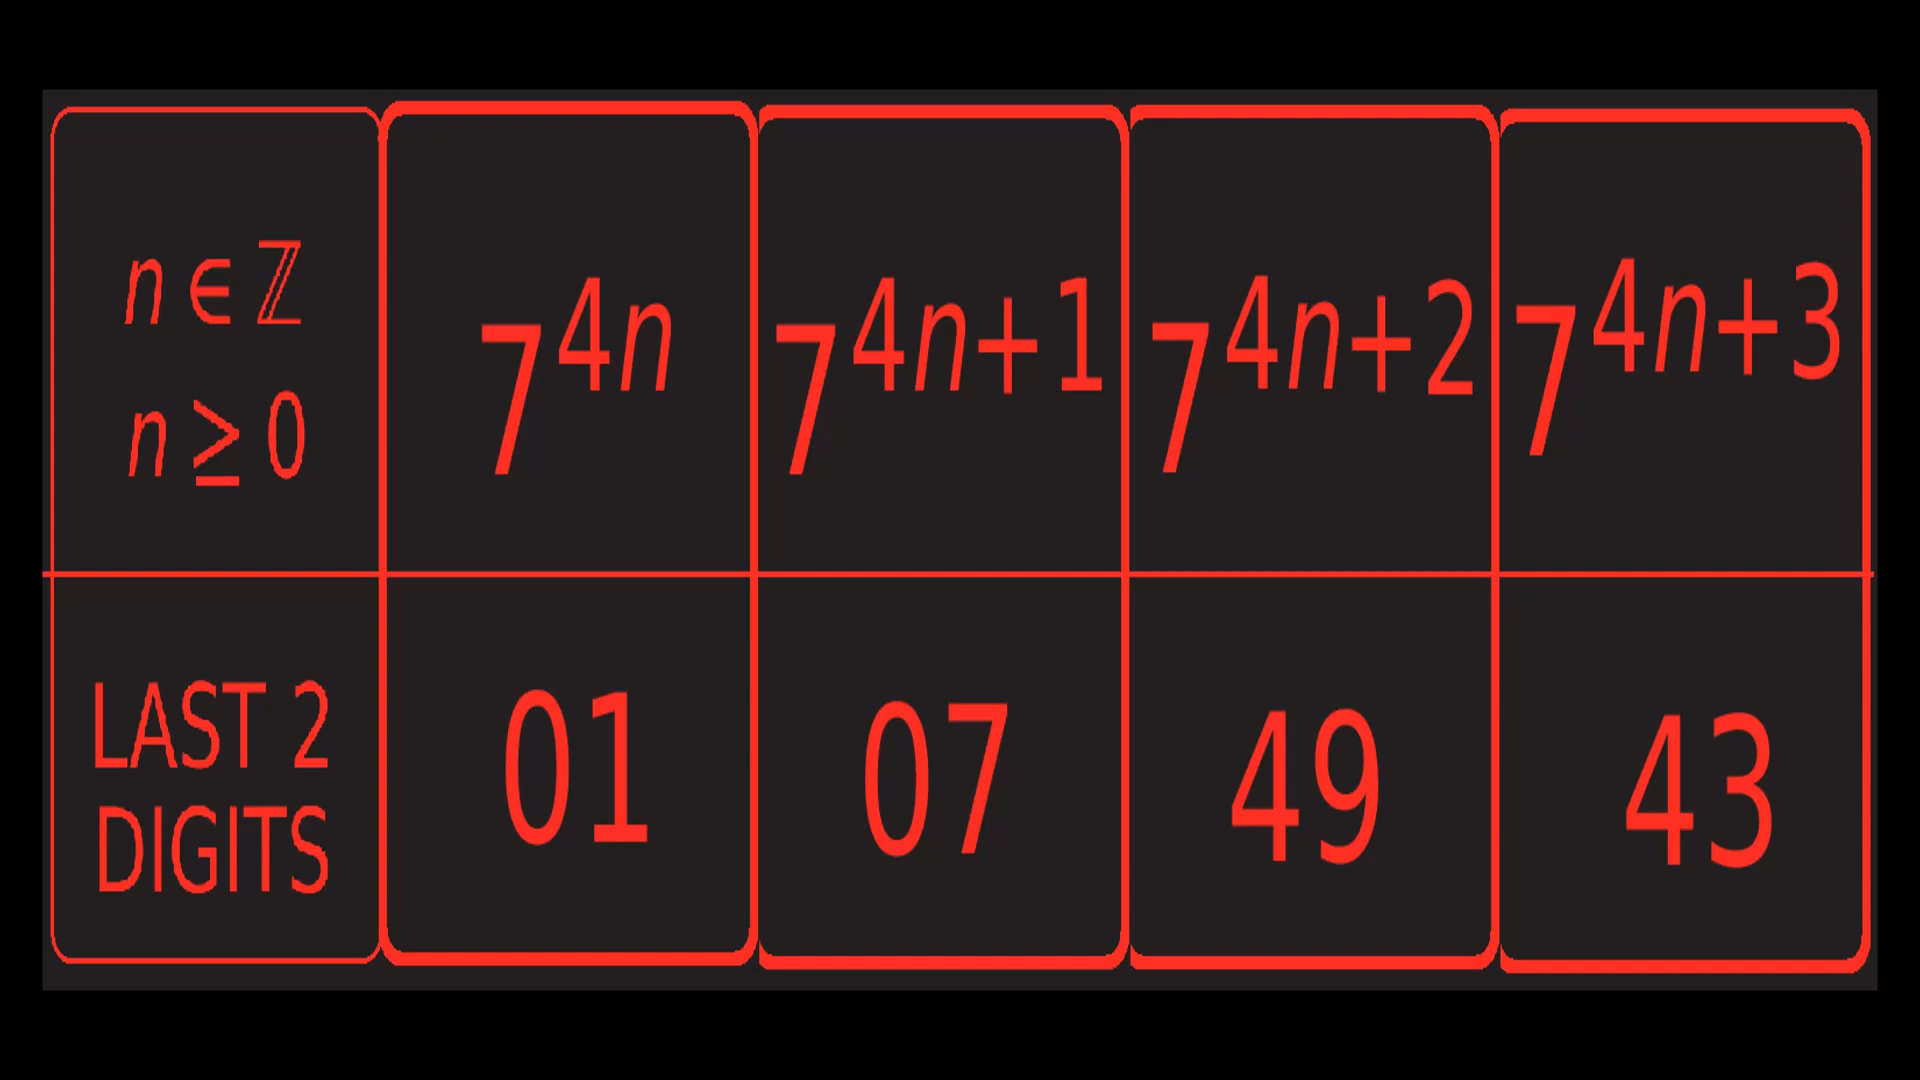 n ∈ ℤ
n ≥ 0
7^{4n}
7^{4n+1}
7^{4n+2}
7^{4n+3}
LAST 2
DIGITS
01
07
49
43